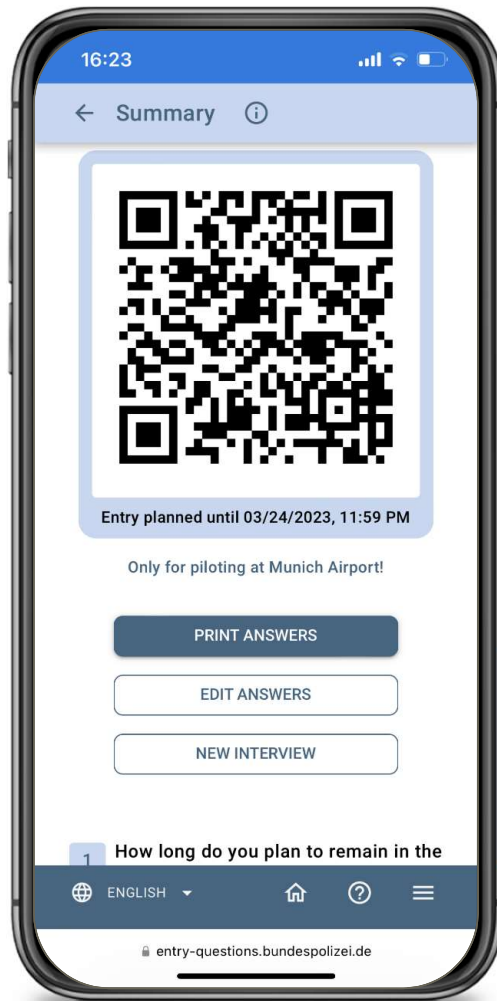 16:23
Summary
Entry planned until 03/24/2023, 11:59 PM
Only for piloting at Munich Airport!
PRINT ANSWERS
EDIT ANSWERS
NEW INTERVIEW
1 How long do you plan to remain in the
ENGLISH
entry-questions.bundespolizei.de